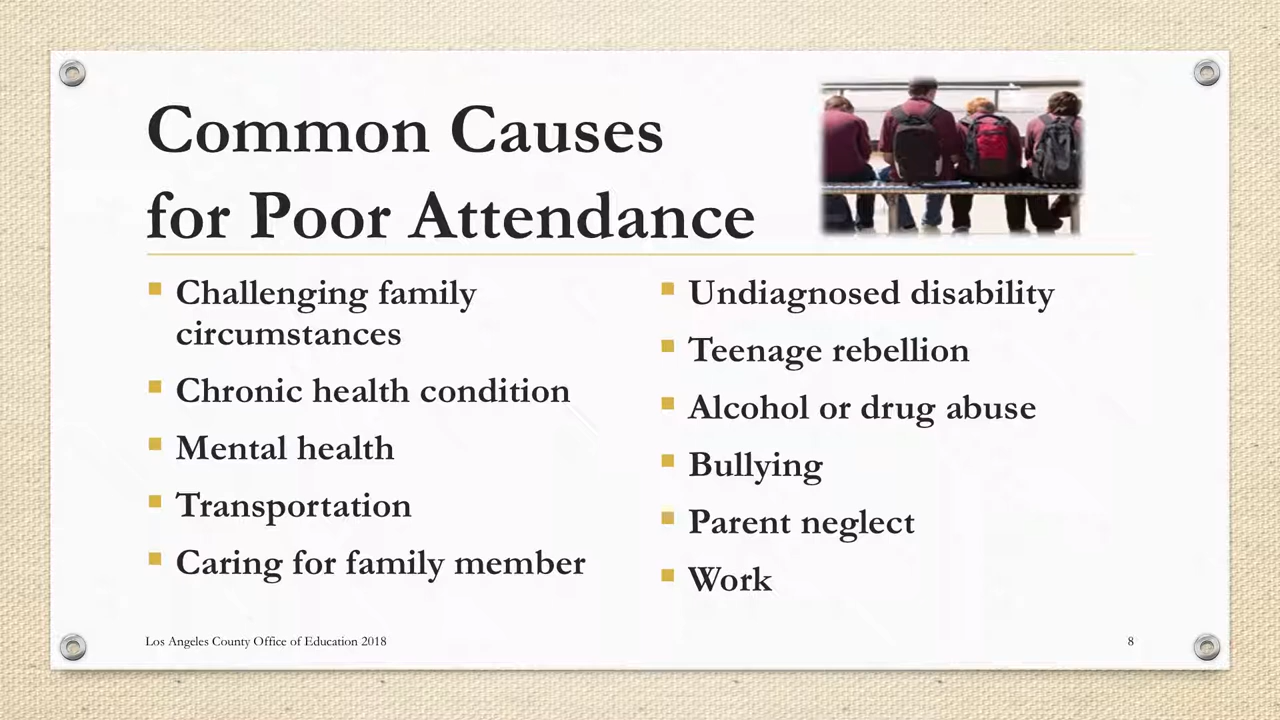 Common Causes
for Poor Attendance
Challenging family
circumstances
Chronic health condition
Mental health
Transportation
Caring for family member
Undiagnosed disability
Teenage rebellion
Alcohol or drug abuse
Bullying
Parent neglect
Work
Los Angeles County Office of Education 2018
8